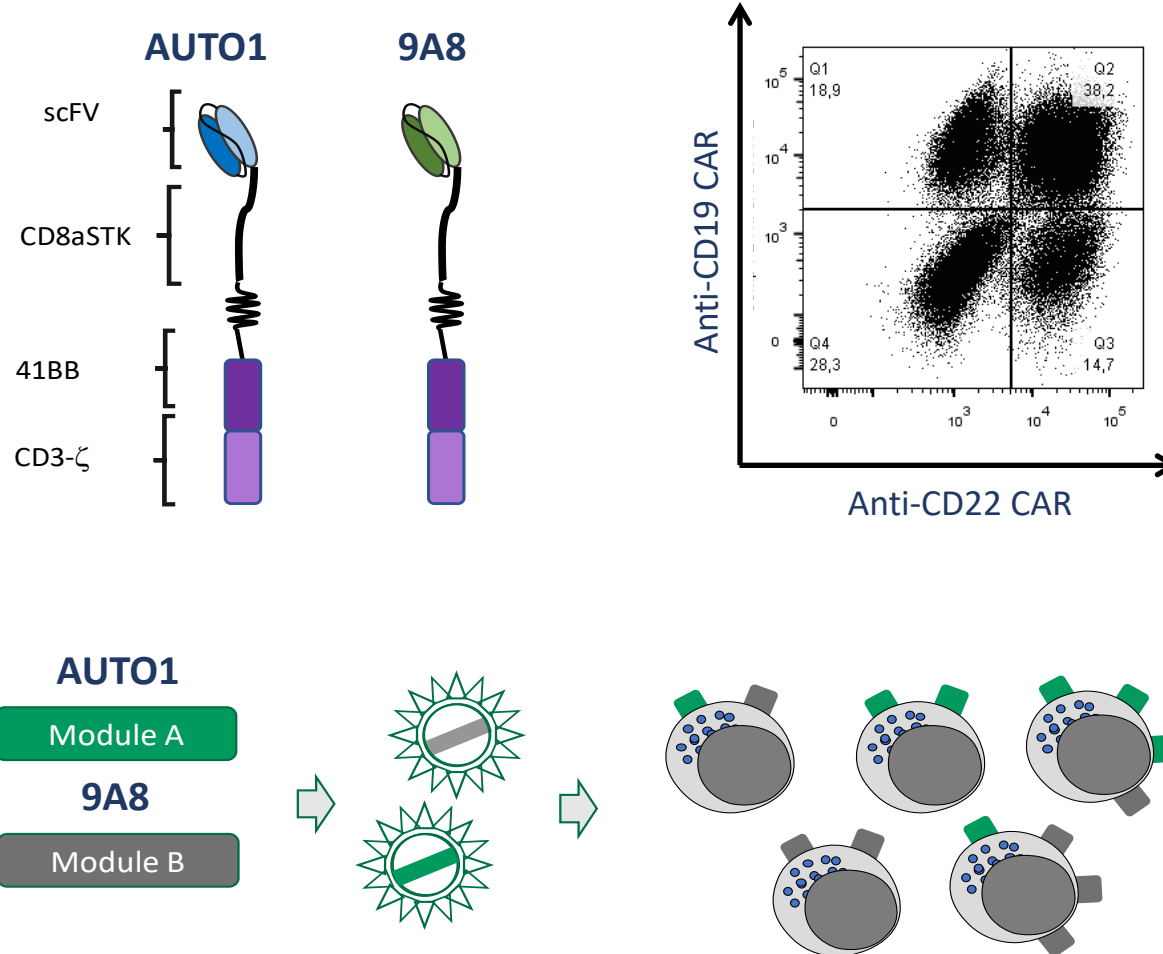 AUTO1
9A8
scFV
CD8aSTK
41BB
CD3-ζ
Anti-CD19 CAR
Q1
18,9
Q2
38,2
Q4
28,3
Q3
14,7
10^5
10^4
10^3
0
0
10^3
10^4
10^5
Anti-CD22 CAR
AUTO1
Module A
9A8
Module B